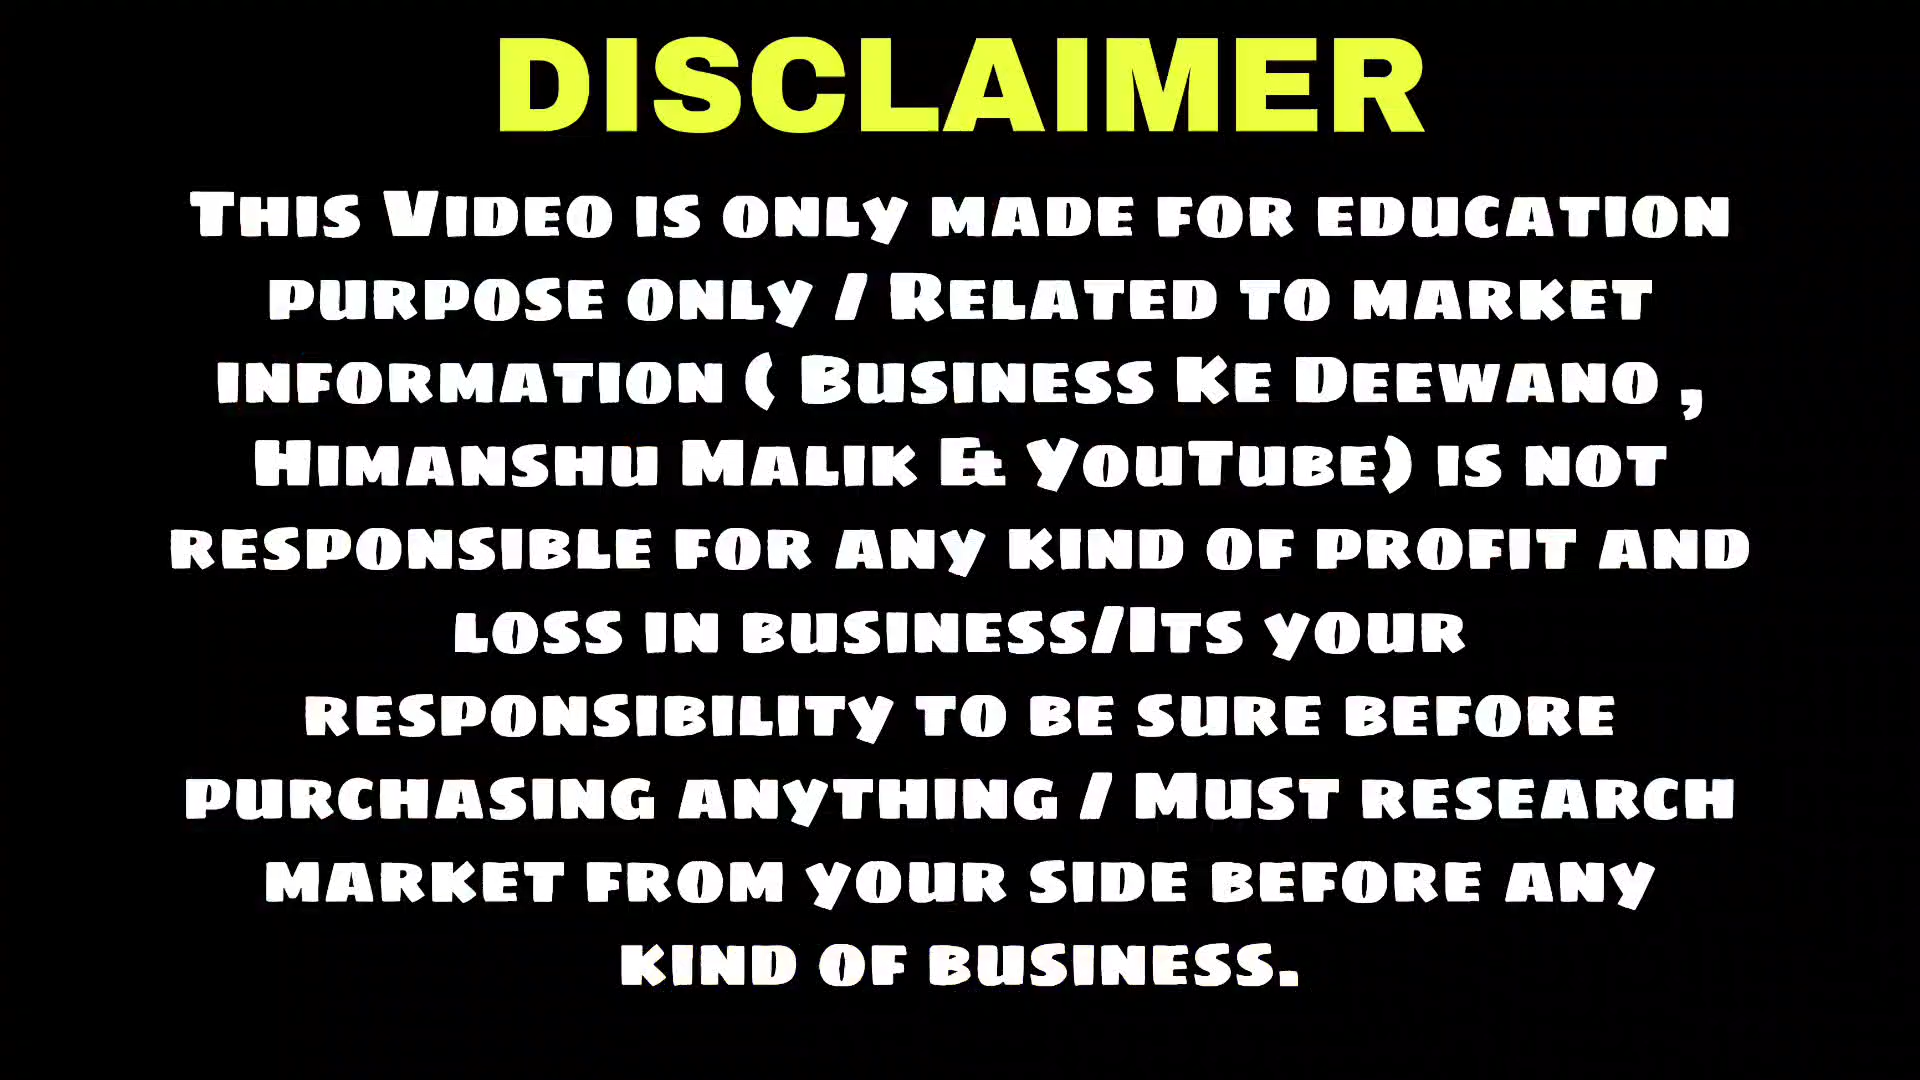 DISCLAIMER
This Video is only made for education
purpose only / Related to market
information ( Business Ke Deewano ,
Himanshu Malik & YouTube) is not
responsible for any kind of profit and
loss in business/Its your
responsibility to be sure before
purchasing anything / Must research
market from your side before any
kind of business.